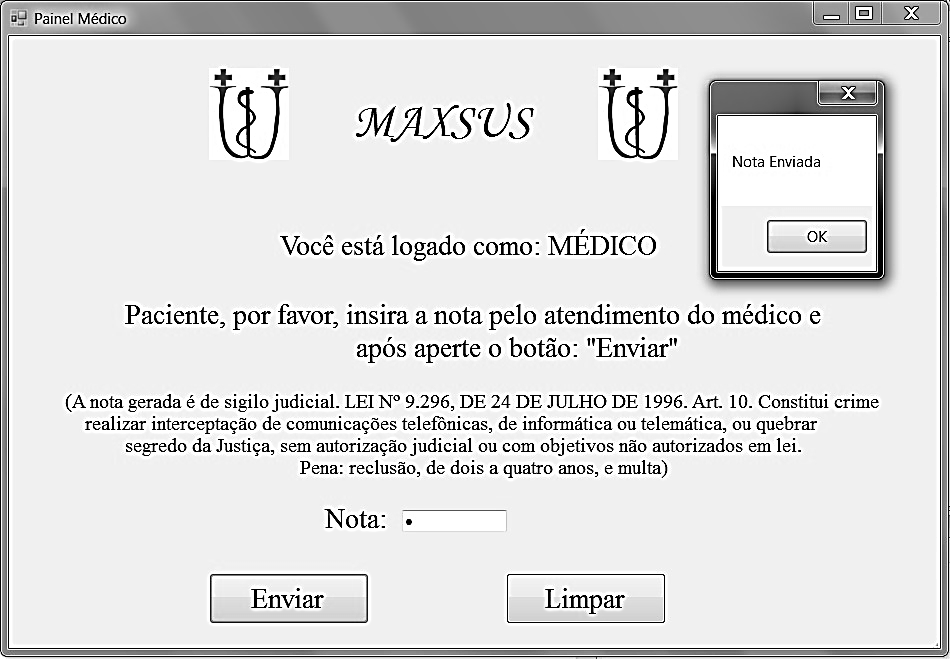 Painel Médico
MAXSUS
Nota Enviada
OK
Você está logado como: MÉDICO
Paciente, por favor, insira a nota pelo atendimento do médico e
após aperte o botão: "Enviar"
(A nota gerada é de sigilo judicial. LEI Nº 9.296, DE 24 DE JULHO DE 1996. Art. 10. Constitui crime
realizar interceptação de comunicações telefônicas, de informática ou telemática, ou quebrar
segredo da Justiça, sem autorização judicial ou com objetivos não autorizados em lei.
Pena: reclusão, de dois a quatro anos, e multa)
Nota:
Enviar
Limpar